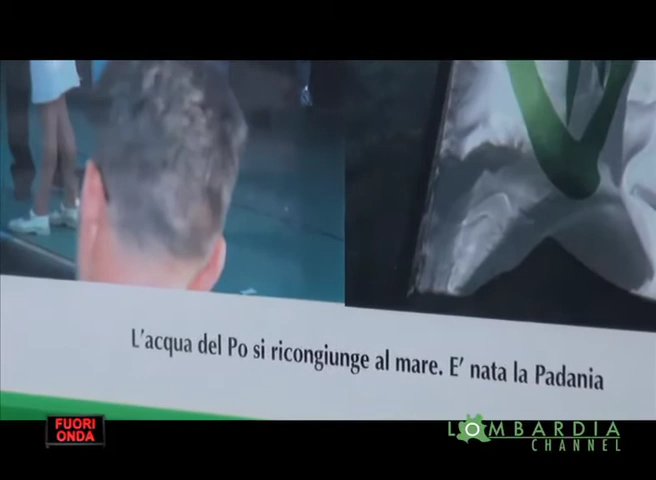 L'acqua del Po si ricongiunge al mare. E' nata la Padania
FUORI
ONDA
LOMBARDIA
CHANNEL